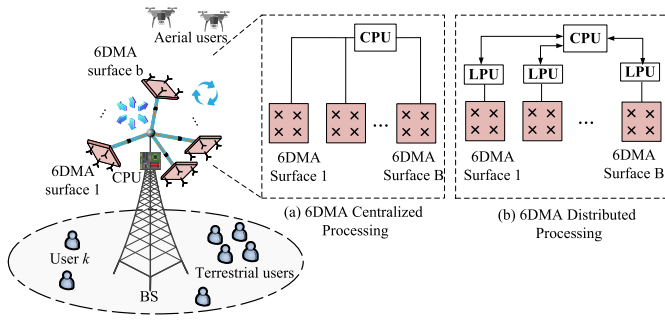 Aerial users
6DMA
surface b
...
6DMA
surface 1
CPU
User k
Terrestrial users
BS
CPU
...
6DMA
Surface 1
6DMA
Surface B
(a) 6DMA Centralized
Processing
CPU
LPU
LPU
LPU
...
6DMA
Surface 1
6DMA
Surface B
(b) 6DMA Distributed
Processing